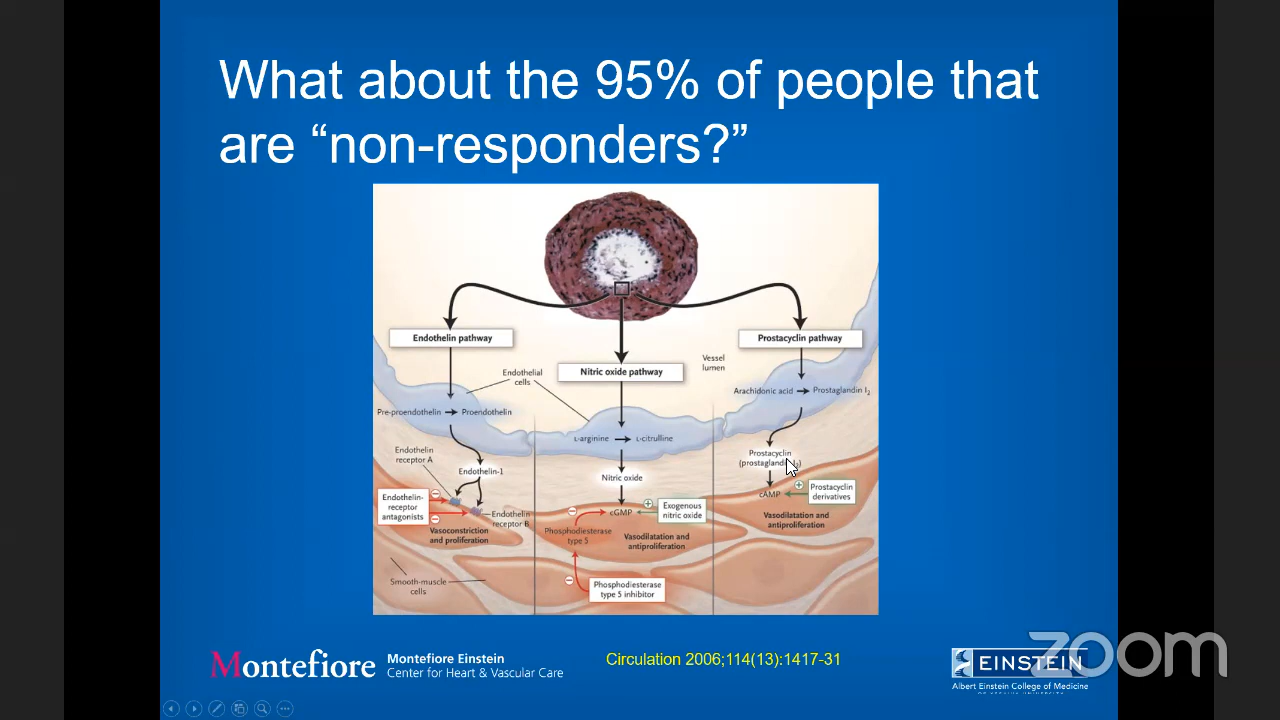 What about the 95% of people that
are “non-responders?”
Endothelin pathway
Nitric oxide pathway
Prostacyclin pathway
Vessel
lumen
Endothelial
cells
Arachidonic acid
Prostaglandin I2
Pre-proendothelin
Proendothelin
L-arginine
L-citrulline
Endothelin
receptor A
Endothelin-1
Nitric oxide
Prostacyclin
Endothelin-
receptor
antagonists
Endothelin
receptor B
Vasoconstriction
and proliferation
cGMP
Exogenous
nitric oxide
Phosphodiesterase
type 5
Vasodilatation and
antiproliferation
cAMP
Prostacyclin
derivatives
Vasodilatation and
antiproliferation
Smooth-muscle
cells
Phosphodiesterase
type 5 inhibitor
Montefiore
Montefiore Einstein
Center for Heart & Vascular Care
Circulation 2006;114(13):1417-31
EINSTEIN
Albert Einstein College of Medicine
zoom